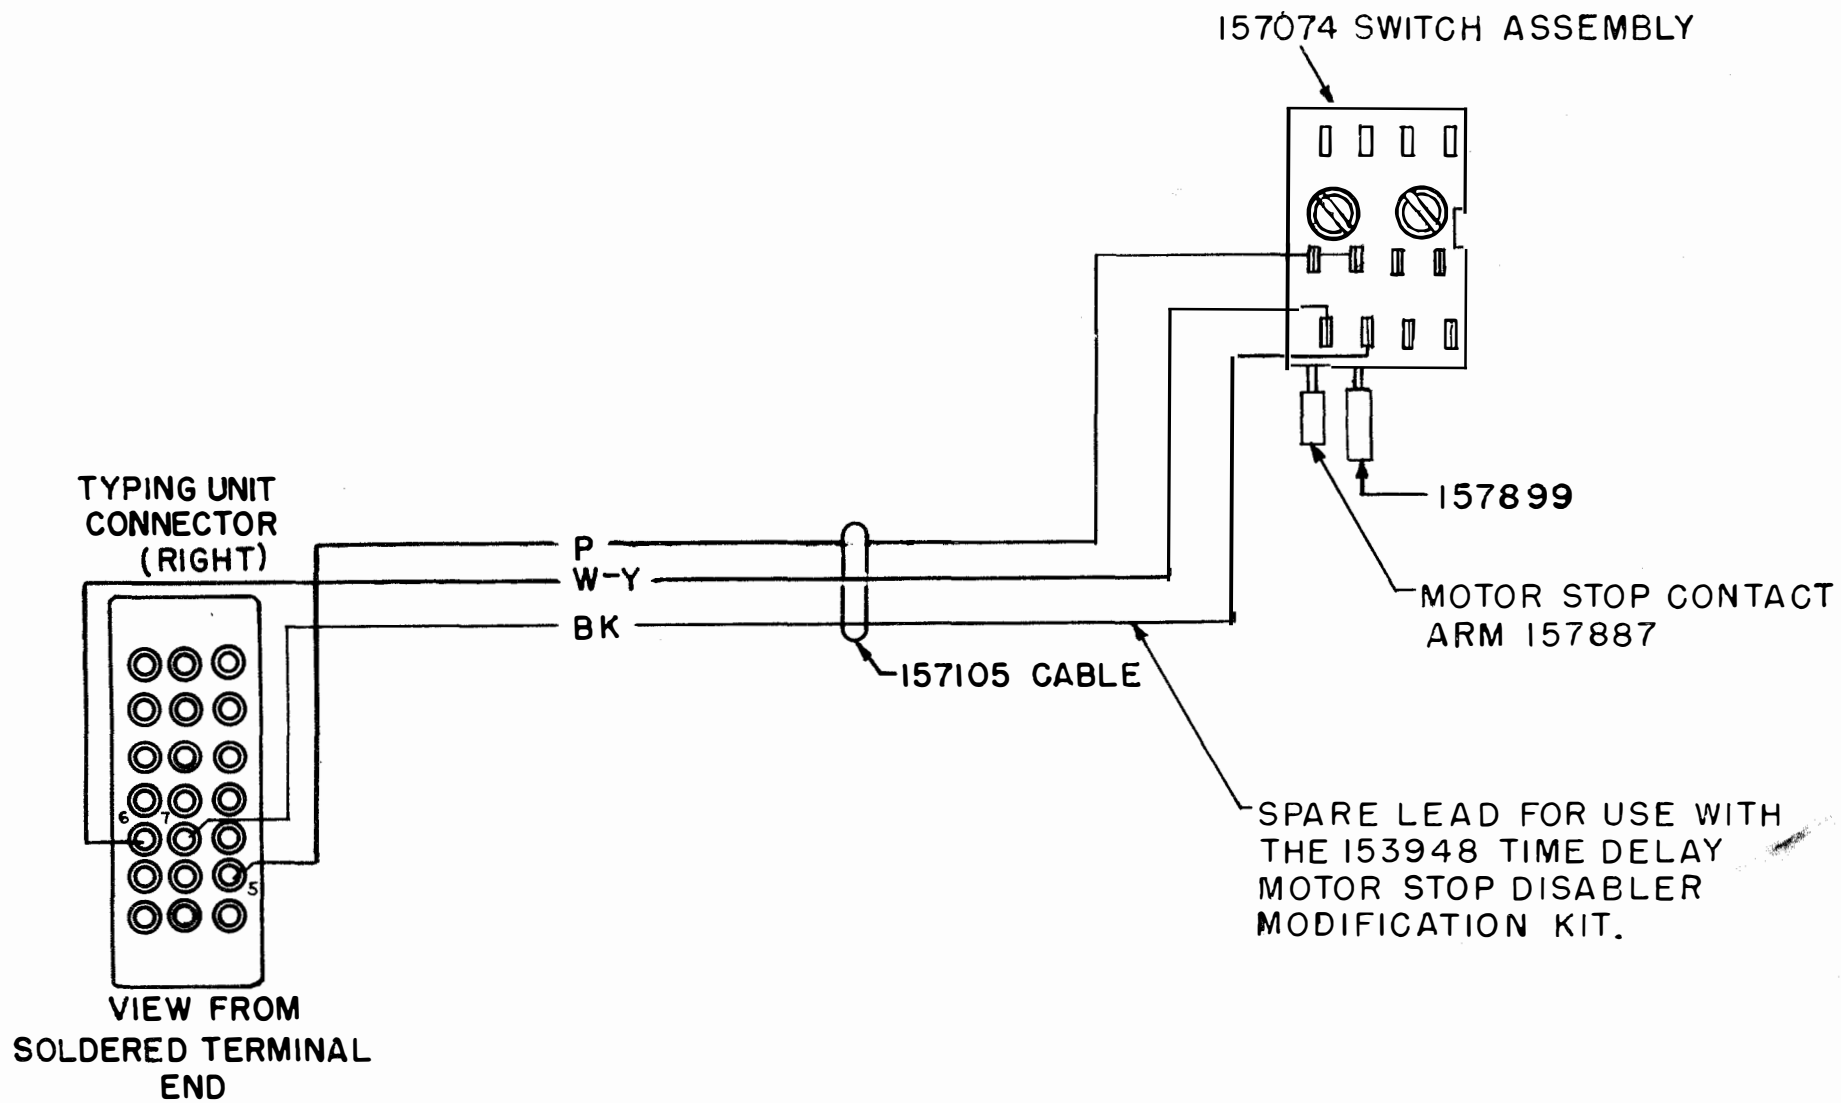 157074 SWITCH ASSEMBLY
157899
MOTOR STOP CONTACT
ARM 157887
TYPING UNIT
CONNECTOR
(RIGHT)
P
W-Y
BK
157105 CABLE
6
7
5
SPARE LEAD FOR USE WITH
THE 153948 TIME DELAY
MOTOR STOP DISABLER
MODIFICATION KIT.
VIEW FROM
SOLDERED TERMINAL
END